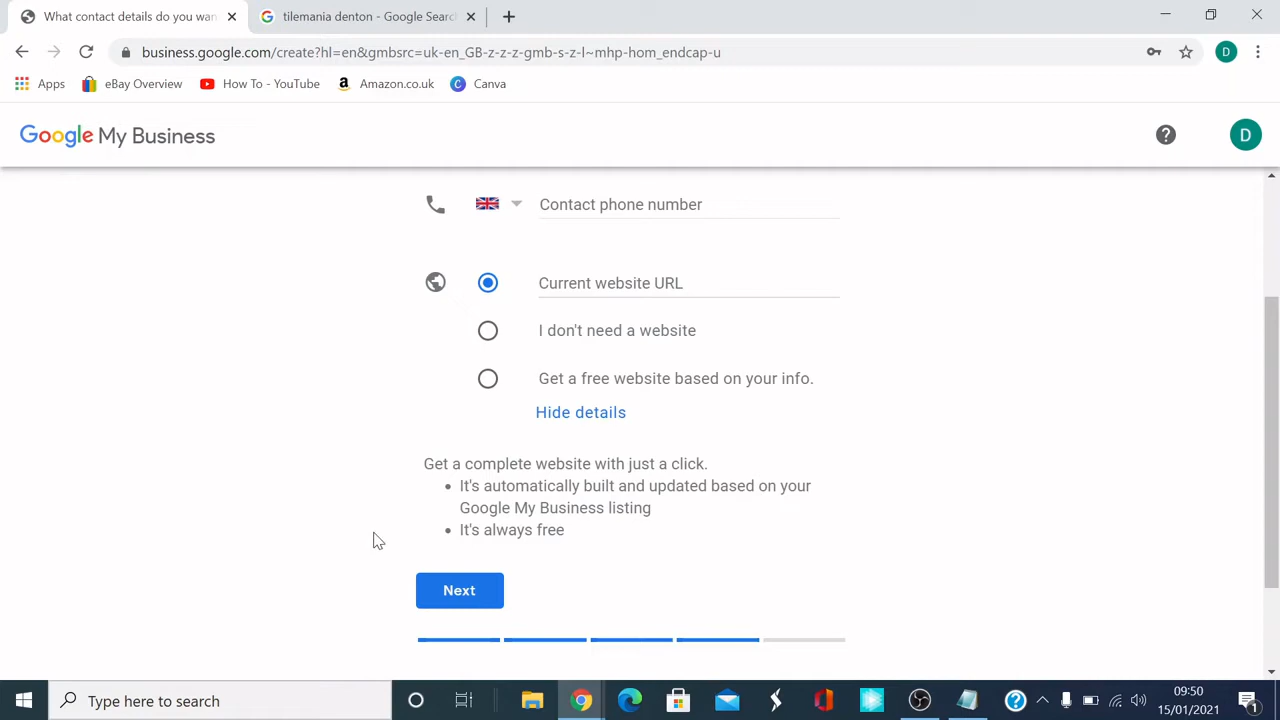 What contact details do you wan
tilemania denton - Google Searc
business.google.com/create?hl=en&gmbsrc=uk-en_GB-z-z-z-gmb-s-z-l~mhp-hom_endcap-u
D
Apps
eBay Overview
How To - YouTube
Amazon.co.uk
Canva
Google My Business
D
Contact phone number
Current website URL
I don't need a website
Get a free website based on your info.
Hide details
Get a complete website with just a click.
• It's automatically built and updated based on your
Google My Business listing
• It's always free
Next
Type here to search
09:50
15/01/2021
1